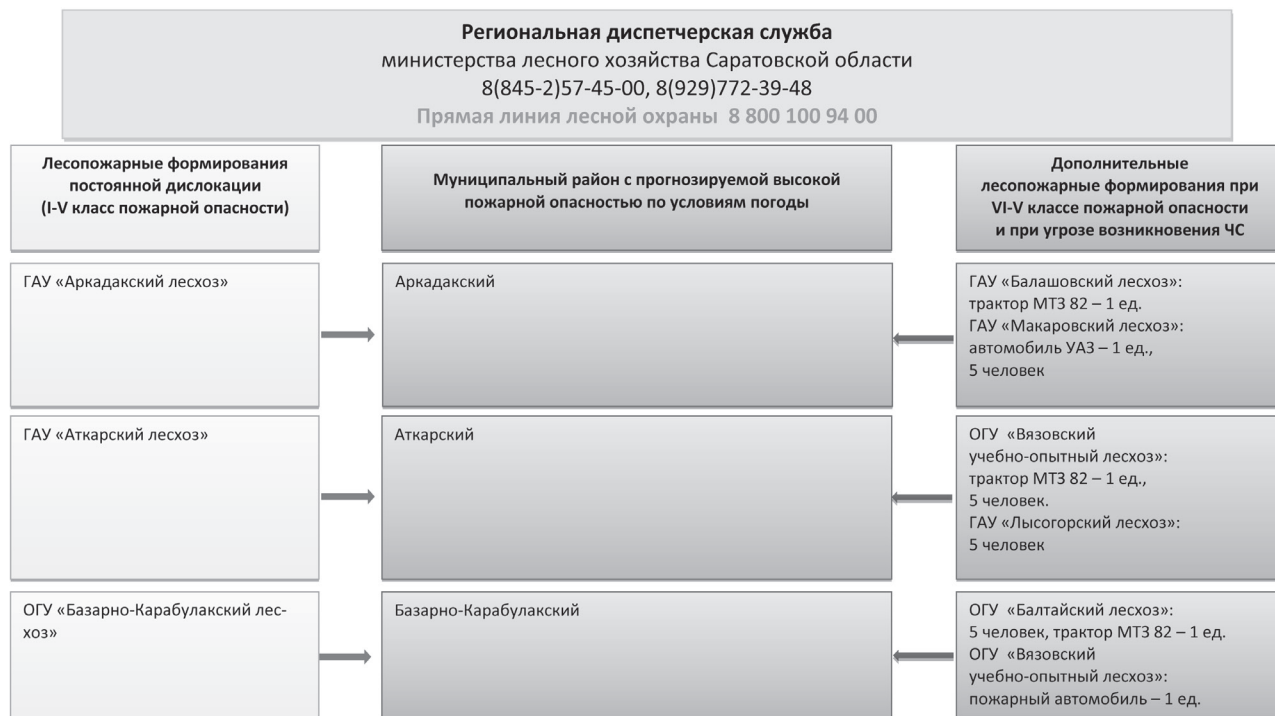 Региональная диспетчерская служба
министерства лесного хозяйства Саратовской области
8(845-2)57-45-00, 8(929)772-39-48
Прямая линия лесной охраны 8 800 100 94 00
Лесопожарные формирования
постоянной дислокации
(I-V класс пожарной опасности)
Муниципальный район с прогнозируемой высокой
пожарной опасностью по условиям погоды
Дополнительные
лесопожарные формирования при
VI-V классе пожарной опасности
и при угрозе возникновения ЧС
ГАУ «Аркадакский лесхоз»
Аркадакский
ГАУ «Балашовский лесхоз»:
трактор МТЗ 82 – 1 ед.
ГАУ «Макаровский лесхоз»:
автомобиль УАЗ – 1 ед.,
5 человек
ГАУ «Аткарский лесхоз»
Аткарский
ОГУ «Вязовский
учебно-опытный лесхоз»:
трактор МТЗ 82 – 1 ед.,
5 человек.
ГАУ «Лысогорский лесхоз»:
5 человек
ОГУ «Базарно-Карабулакский лес-
хоз»
Базарно-Карабулакский
ОГУ «Балтайский лесхоз»:
5 человек, трактор МТЗ 82 – 1 ед.
ОГУ «Вязовский
учебно-опытный лесхоз»:
пожарный автомобиль – 1 ед.